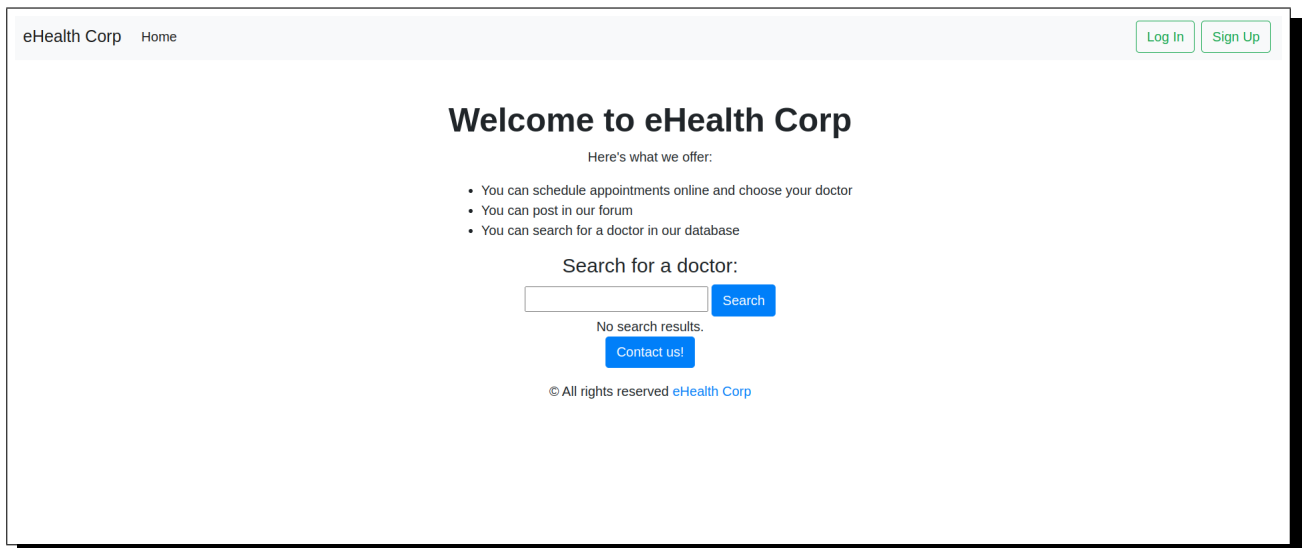 eHealth Corp Home Log In Sign Up
Welcome to eHealth Corp
Here's what we offer:
• You can schedule appointments online and choose your doctor
• You can post in our forum
• You can search for a doctor in our database
Search for a doctor:
Search
No search results.
Contact us!
© All rights reserved eHealth Corp